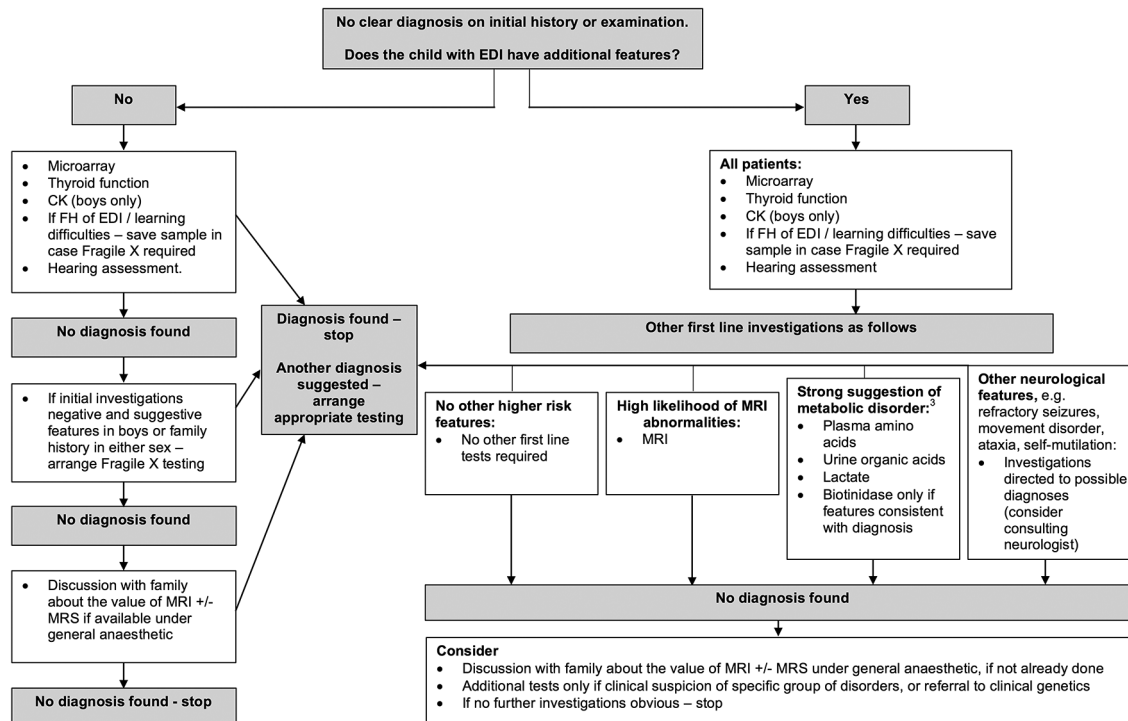 No clear diagnosis on initial history or examination.
Does the child with EDI have additional features?
No
Yes
• Microarray
• Thyroid function
• CK (boys only)
• If FH of EDI / learning
difficulties – save sample in
case Fragile X required
• Hearing assessment.
No diagnosis found
• If initial investigations
negative and suggestive
features in boys or family
history in either sex –
arrange Fragile X testing
No diagnosis found
• Discussion with family
about the value of MRI +/-
MRS if available under
general anaesthetic
No diagnosis found - stop
Diagnosis found –
stop
Another diagnosis
suggested –
arrange
appropriate testing
All patients:
• Microarray
• Thyroid function
• CK (boys only)
• If FH of EDI / learning difficulties – save
sample in case Fragile X required
• Hearing assessment
Other first line investigations as follows
No other higher risk
features:
• No other first line
tests required
High likelihood of MRI
abnormalities:
• MRI
Strong suggestion of
metabolic disorder:³
• Plasma amino
acids
• Urine organic acids
• Lactate
• Biotinidase only if
features consistent
with diagnosis
Other neurological
features, e.g.
refractory seizures,
movement disorder,
ataxia, self-mutilation:
• Investigations
directed to possible
diagnoses
(consider
consulting
neurologist)
No diagnosis found
Consider
• Discussion with family about the value of MRI +/- MRS under general anaesthetic, if not already done
• Additional tests only if clinical suspicion of specific group of disorders, or referral to clinical genetics
• If no further investigations obvious – stop